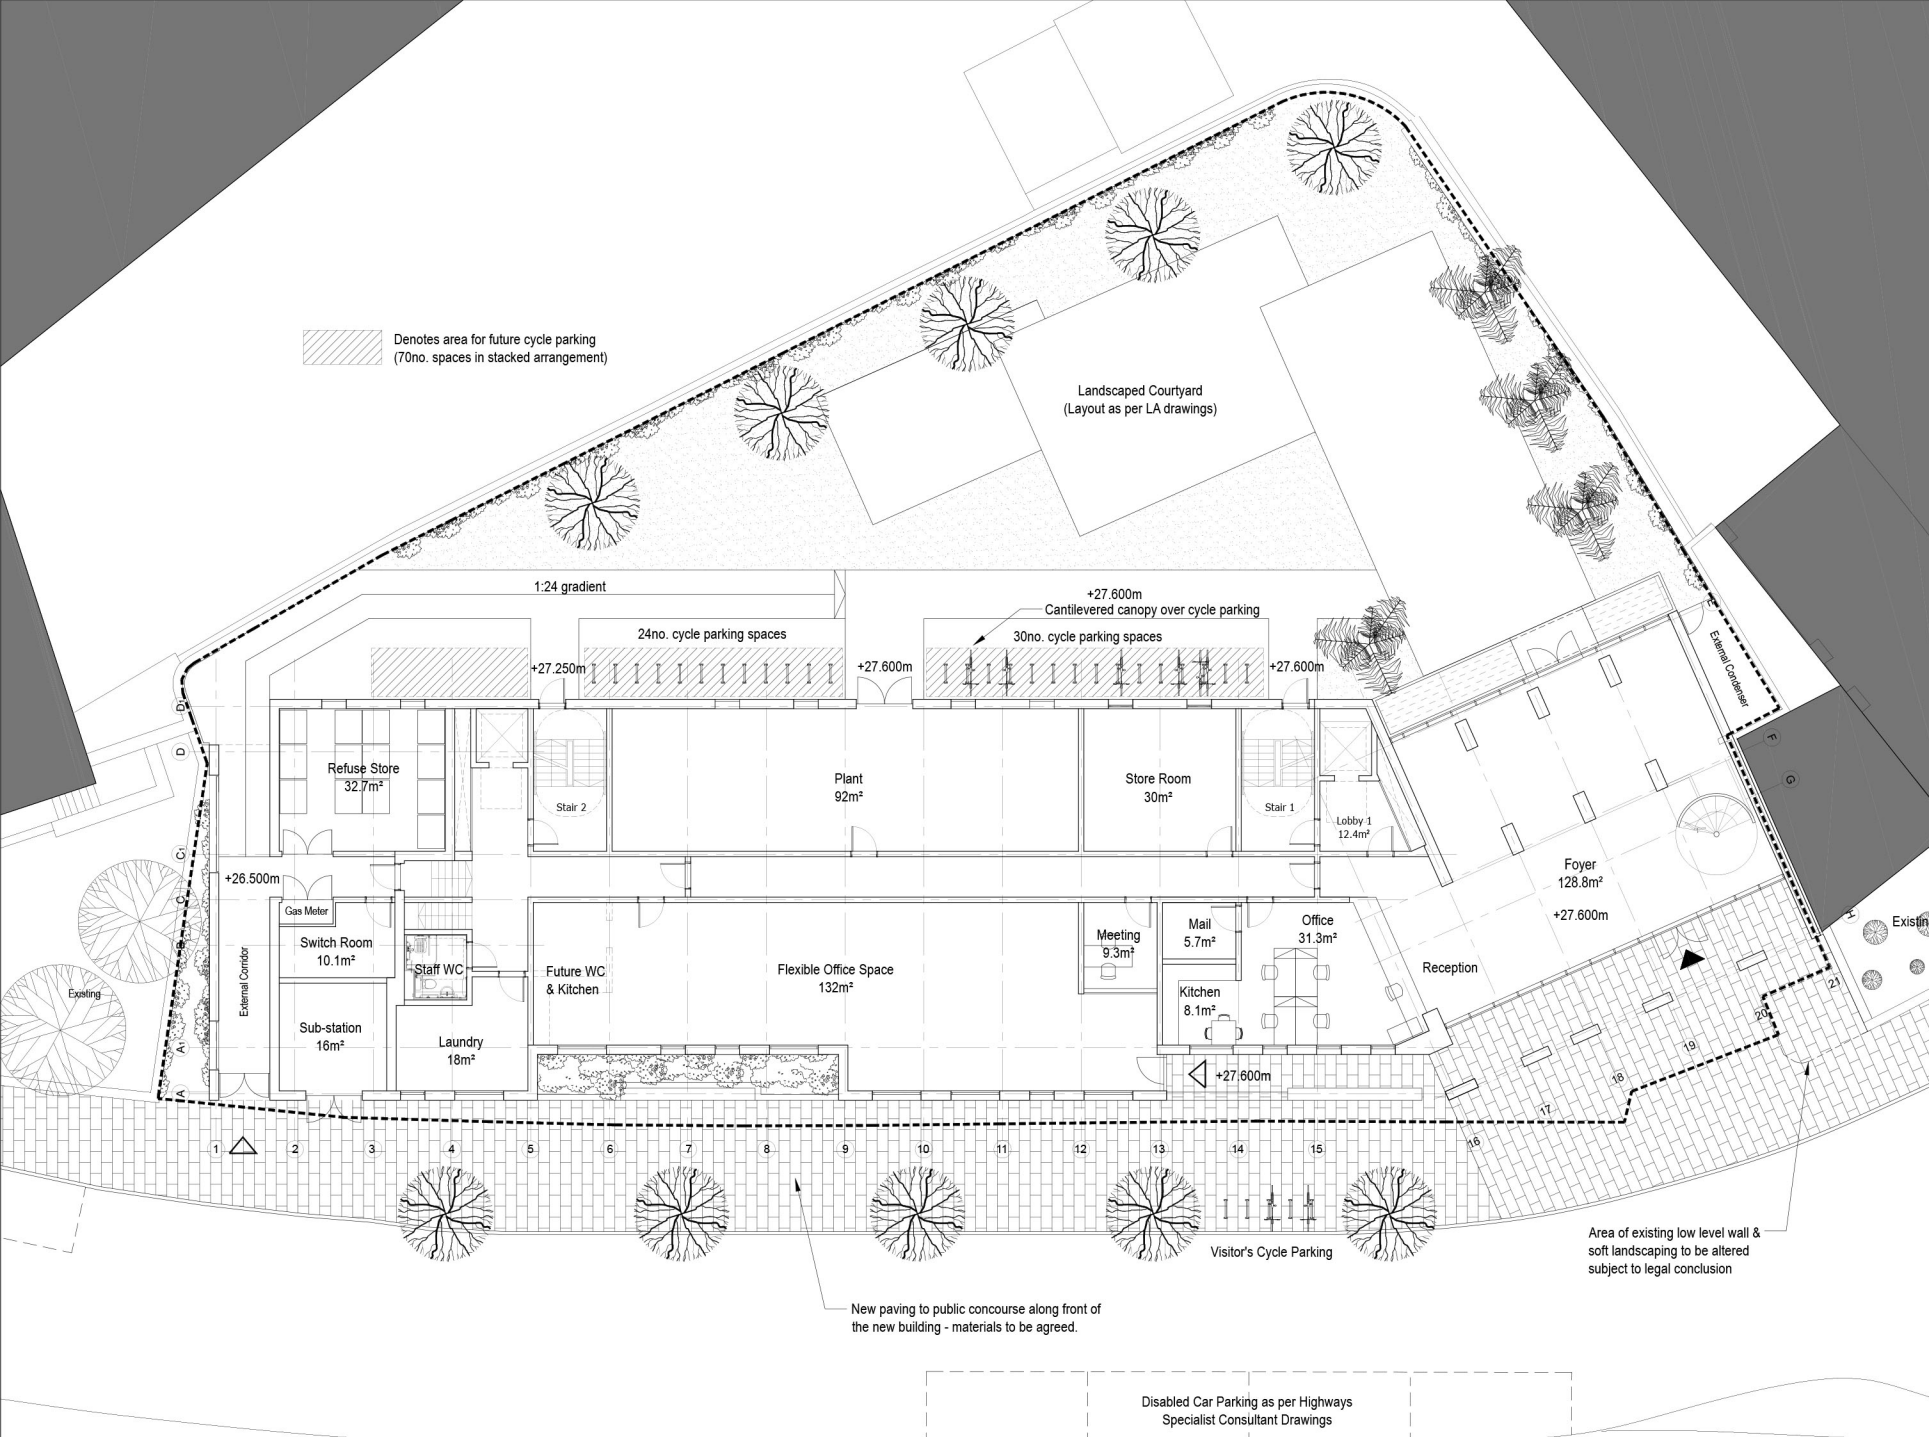 Denotes area for future cycle parking
(70no. spaces in stacked arrangement)
Landscaped Courtyard
(Layout as per LA drawings)
1:24 gradient
+27.600m
Cantilevered canopy over cycle parking
24no. cycle parking spaces
30no. cycle parking spaces
+27.250m
+27.600m
+27.600m
External Condenser
E
D1
D
C1
C
B
A1
A
F
G
H
Refuse Store
32.7m²
Stair 2
Plant
92m²
Store Room
30m²
Stair 1
Lobby 1
12.4m²
Foyer
128.8m²
+27.600m
+26.500m
Gas Meter
Switch Room
10.1m²
Staff WC
Future WC
& Kitchen
Flexible Office Space
132m²
Meeting
9.3m²
Mail
5.7m²
Office
31.3m²
Kitchen
8.1m²
Reception
External Corridor
Sub-station
16m²
Laundry
18m²
+27.600m
Existing
Existin
1
2
3
4
5
6
7
8
9
10
11
12
13
14
15
16
17
18
19
20
21
Visitor's Cycle Parking
Area of existing low level wall &
soft landscaping to be altered
subject to legal conclusion
New paving to public concourse along front of
the new building - materials to be agreed.
Disabled Car Parking as per Highways
Specialist Consultant Drawings